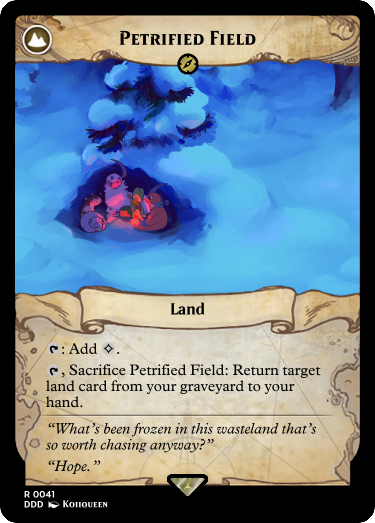 PETRIFIED FIELD
Land
: Add .
, Sacrifice Petrified Field: Return target
land card from your graveyard to your
hand.
“What’s been frozen in this wasteland that’s
so worth chasing anyway?”
“Hope.”
R 0041
DDD KOHQUEEN